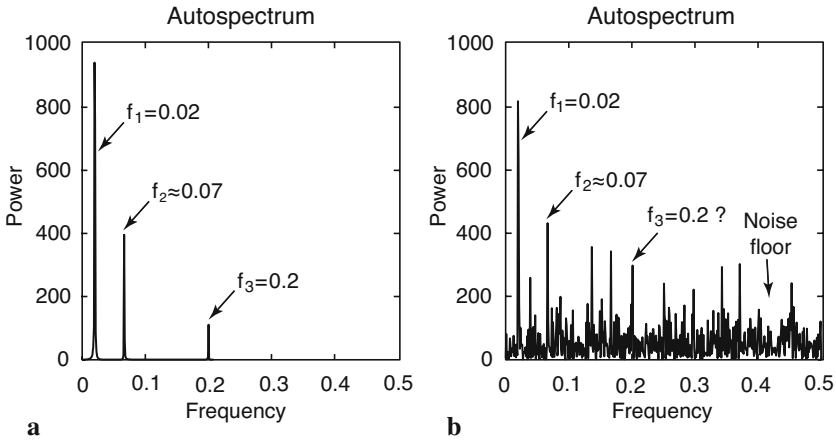 Autospectrum
1000
800
600
400
200
0
Power
f₁=0.02
f₂≈0.07
f₃=0.2
0 0.1 0.2 0.3 0.4 0.5
Frequency
a
Autospectrum
1000
800
600
400
200
0
Power
f₁=0.02
f₂≈0.07
f₃=0.2 ?
Noise
floor
0 0.1 0.2 0.3 0.4 0.5
Frequency
b